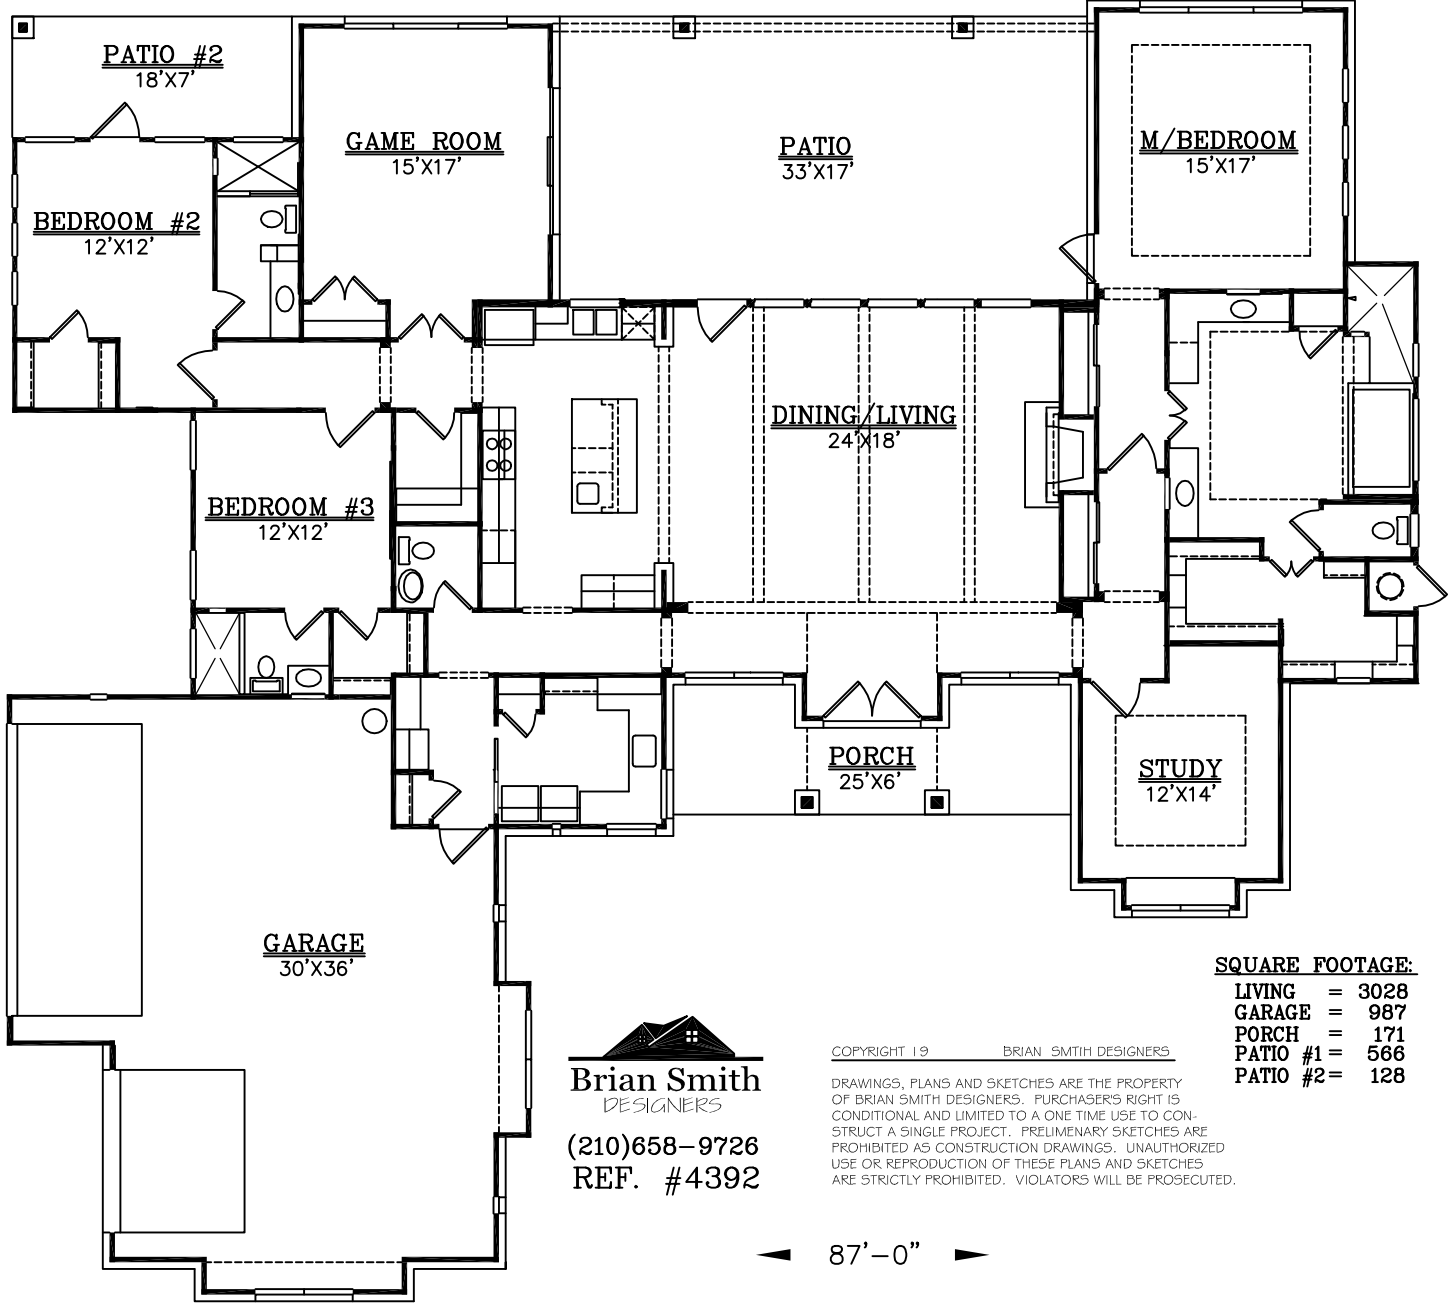 PATIO #2
18'X7'
GAME ROOM
15'X17'
PATIO
33'X17'
M/BEDROOM
15'X17'
BEDROOM #2
12'X12'
DINING/LIVING
24'X18'
BEDROOM #3
12'X12'
PORCH
25'X6'
STUDY
12'X14'
GARAGE
30'X36'
SQUARE FOOTAGE:
LIVING = 3028
GARAGE = 987
PORCH = 171
PATIO #1 = 566
PATIO #2 = 128
Brian Smith
DESIGNERS
(210)658-9726
REF. #4392
COPYRIGHT 19 BRIAN SMTIH DESIGNERS
DRAWINGS, PLANS AND SKETCHES ARE THE PROPERTY
OF BRIAN SMITH DESIGNERS. PURCHASER'S RIGHT IS
CONDITIONAL AND LIMITED TO A ONE TIME USE TO CON-
STRUCT A SINGLE PROJECT. PRELIMENARY SKETCHES ARE
PROHIBITED AS CONSTRUCTION DRAWINGS. UNAUTHORIZED
USE OR REPRODUCTION OF THESE PLANS AND SKETCHES
ARE STRICTLY PROHIBITED. VIOLATORS WILL BE PROSECUTED.
87'-0"